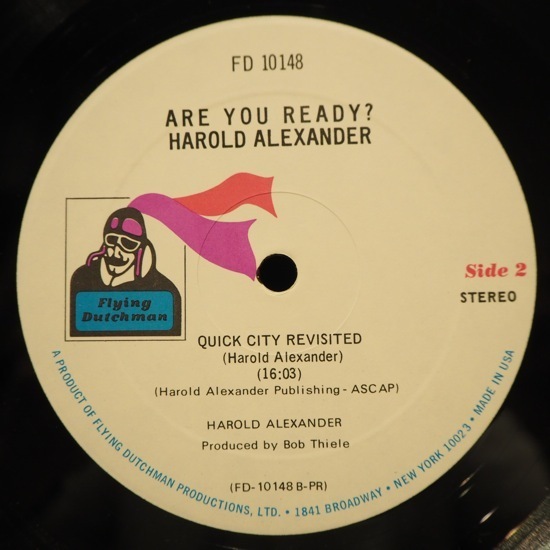 FD 10148
ARE YOU READY?
HAROLD ALEXANDER
Flying
Dutchman
Side 2
STEREO
QUICK CITY REVISITED
(Harold Alexander)
(16:03)
(Harold Alexander Publishing - ASCAP)
HAROLD ALEXANDER
Produced by Bob Thiele
(FD-10148 B-PR)
A PRODUCT OF FLYING DUTCHMAN PRODUCTIONS, LTD. • 1841 BROADWAY • NEW YORK 10023 • MADE IN USA